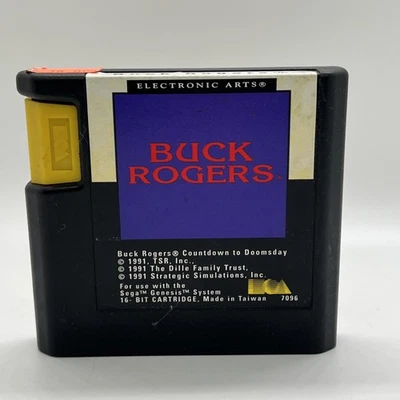 ELECTRONIC ARTS®
BUCK
ROGERS™
Buck Rogers® Countdown to Doomsday
© 1991, TSR, Inc.,
© 1991 The Dille Family Trust,
© 1991 Strategic Simulations, Inc.
For use with the
Sega™ Genesis™ System
16- BIT CARTRIDGE, Made in Taiwan 7096